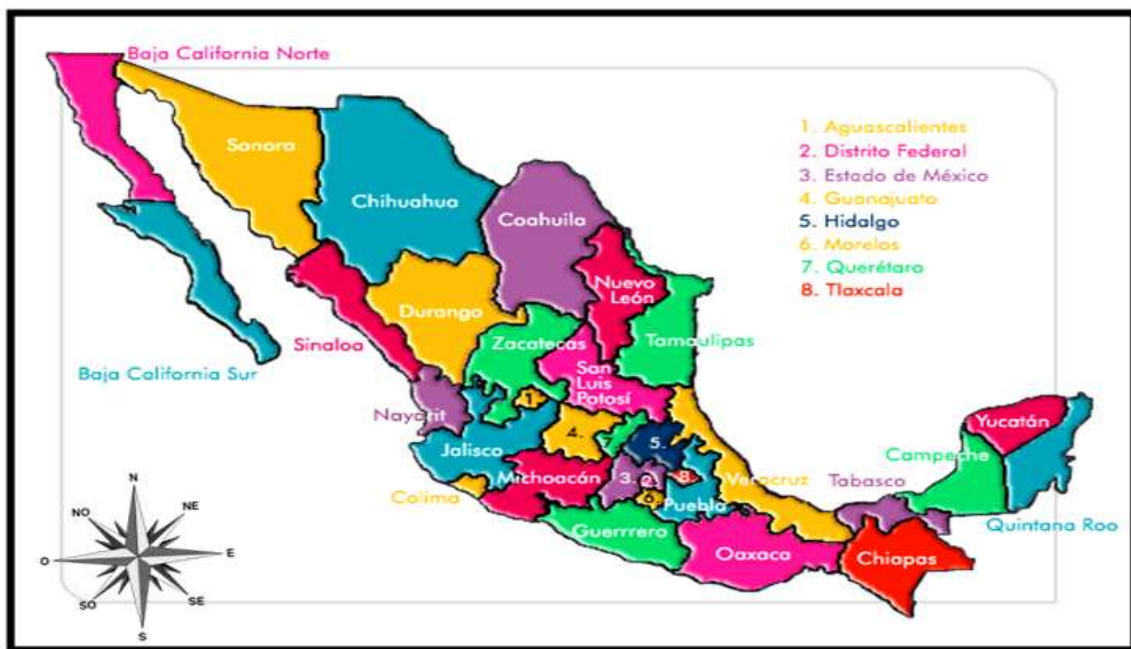 Baja California Norte
Sonora
Chihuahua
Coahuila
Nuevo
León
Durango
Sinaloa
Baja California Sur
Zacatecas
Tamaulipas
San
Luis
Potosí
Nayarit
Jalisco
Colima
Michoacán
Guerrrero
Puebla
Veracruz
Oaxaca
Tabasco
Chiapas
Campeche
Yucatán
Quintana Roo
1.
4.
7.
5.
3.
2.
6.
8.
1. Aguascalientes
2. Distrito Federal
3. Estado de México
4. Guanajuato
5. Hidalgo
6. Morelos
7. Querétaro
8. Tlaxcala
N
NE
E
SE
S
SO
O
NO